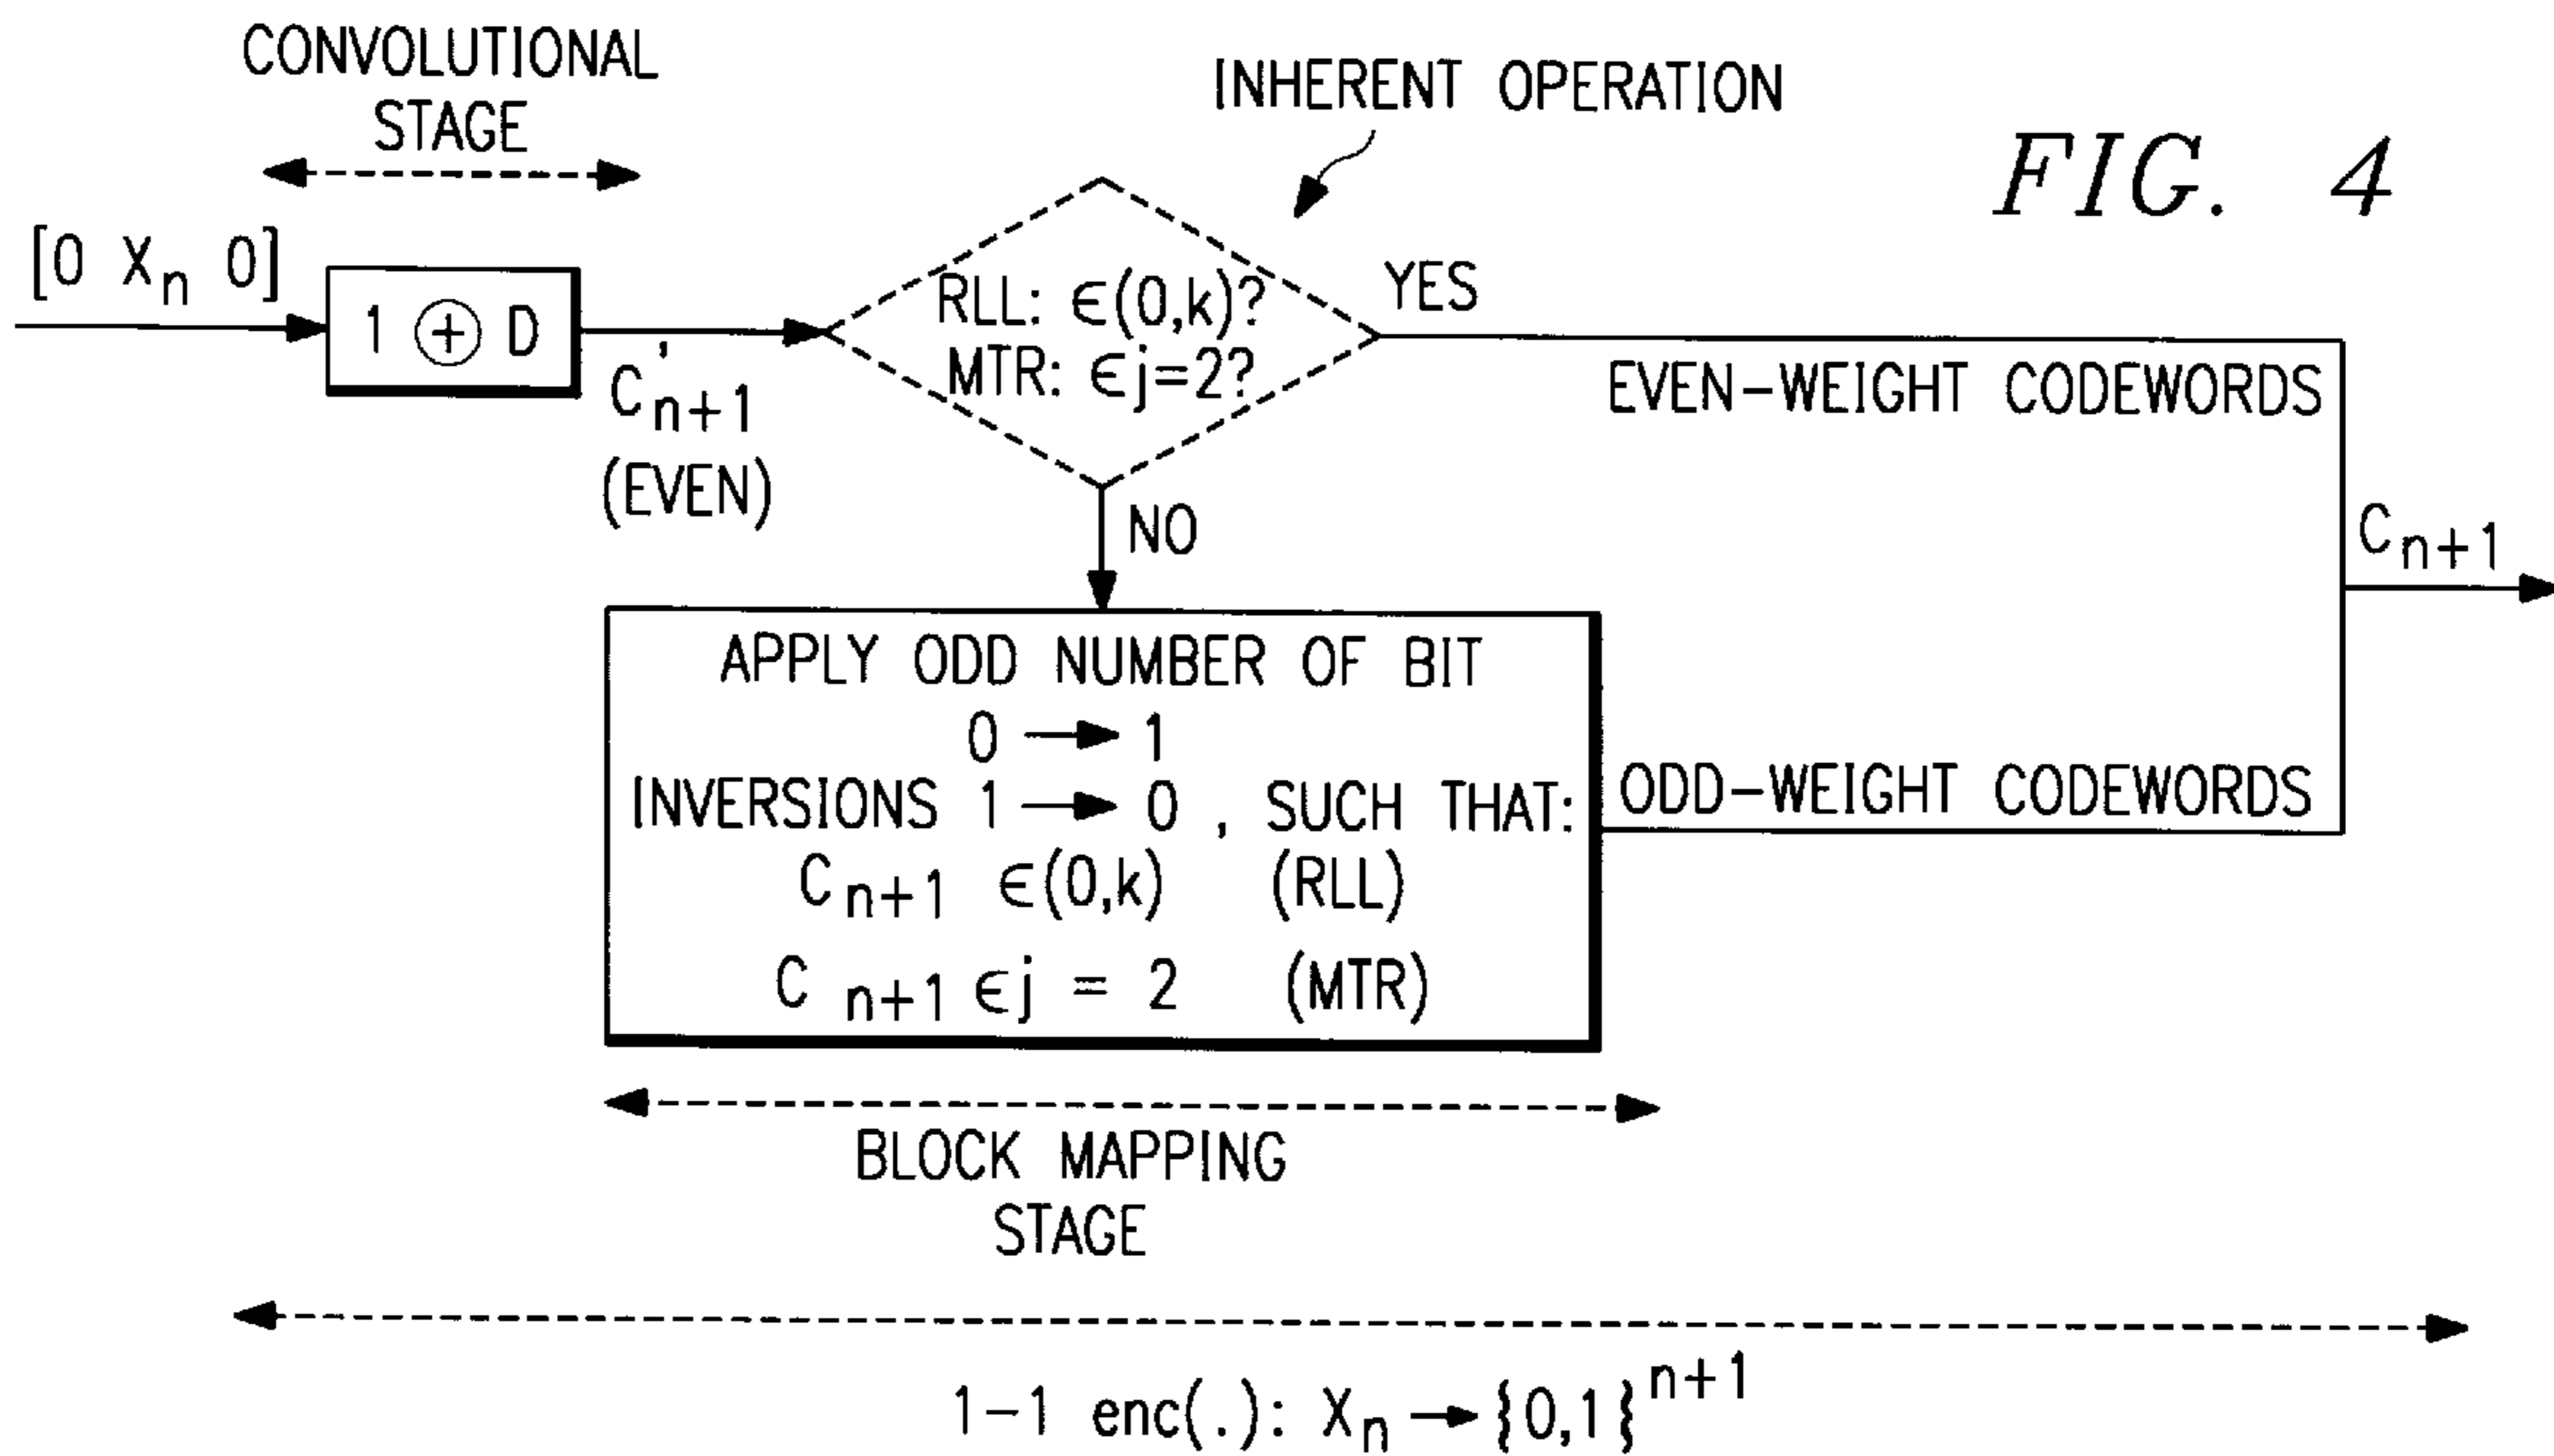 CONVOLUTIONAL
STAGE
INHERENT OPERATION
FIG. 4
[0 Xn 0]
1 ⊕ D
C'n+1
(EVEN)
RLL: ∈(0,k)?
MTR: ∈j=2?
YES
EVEN-WEIGHT CODEWORDS
NO
Cn+1
APPLY ODD NUMBER OF BIT
0 → 1
INVERSIONS 1 → 0 , SUCH THAT:
Cn+1 ∈(0,k) (RLL)
Cn+1 ∈j = 2 (MTR)
ODD-WEIGHT CODEWORDS
BLOCK MAPPING
STAGE
1-1 enc(.): Xn → {0,1}^n+1